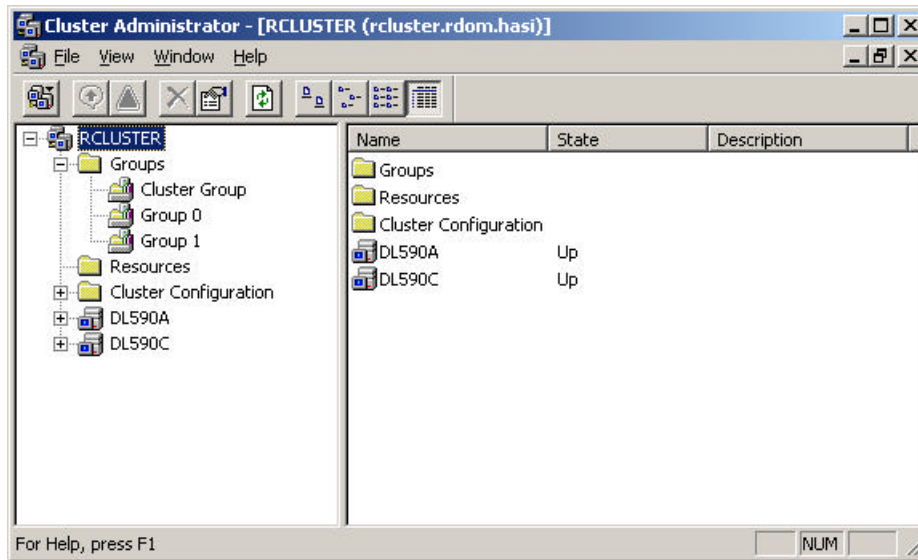 Cluster Administrator - [RCLUSTER (rcluster.rdom.hasi)]
File View Window Help
RCLUSTER
Groups
Cluster Group
Group 0
Group 1
Resources
Cluster Configuration
DL590A
DL590C
Name State Description
Groups
Resources
Cluster Configuration
DL590A Up
DL590C Up
For Help, press F1 NUM